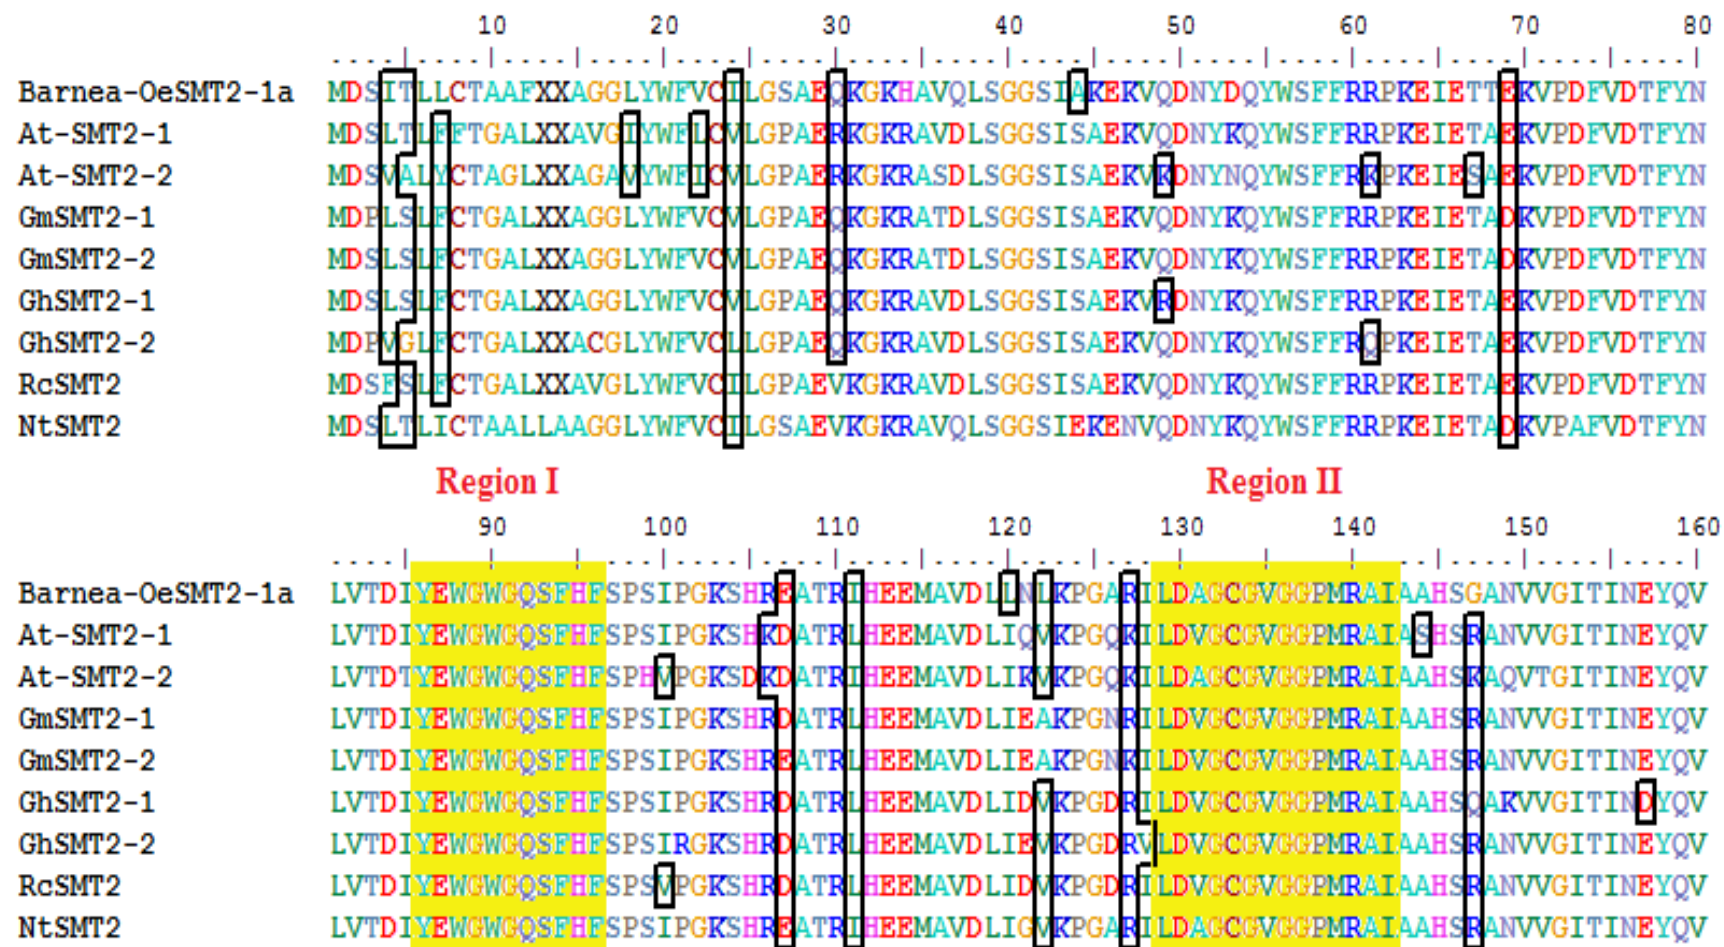 10 20 30 40 50 60 70 80
Barnea-OeSMT2-1a MDSITLLCTAAFXXAGGLYWFVCILGSAEQKGKHAVQLSGGSIAKEKVQDNYDQYWSFFRRPKEIETTEKVPDFVDTFYN
At-SMT2-1 MDSLTLFFTGALXXAVGIYWFLCVLGPAERKGKRAVDLSGGSISAEKVQDNYKQYWSFFRRPKEIETAEKVPDFVDTFYN
At-SMT2-2 MDSVALYCTAGLXXAGAVYWFICVLGPAERKGKRASDLSGGSISAEKVKDNYNQYWSFFRKPKEIESAEKVPDFVDTFYN
GmSMT2-1 MDPLSLFCTGALXXAGGLYWFVCVLGPAEQKGKRATDLSGGSISAEKVQDNYKQYWSFFRRPKEIETADKVPDFVDTFYN
GmSMT2-2 MDSLSLFCTGALXXAGGLYWFVCVLGPAEQKGKRATDLSGGSISAEKVQDNYKQYWSFFRRPKEIETADKVPDFVDTFYN
GhSMT2-1 MDSLSLFCTGALXXAGGLYWFVCVLGPAEQKGKRAVDLSGGSISAEKVRDNYKQYWSFFRRPKEIETAEKVPDFVDTFYN
GhSMT2-2 MDPVGLFCTGALXXACGLYWFVCLLGPAEQKGKRAVDLSGGSISAEKVQDNYKQYWSFFRQPKEIETAEKVPDFVDTFYN
RcSMT2 MDSFSLFCTGALXXAVGLYWFVCILGPAEVKGKRAVDLSGGSISAEKVQDNYKQYWSFFRRPKEIETAEKVPDFVDTFYN
NtSMT2 MDSLTLICTAALLAAGGLYWFVCILGSAEVKGKRAVQLSGGSIEKENVQDNYKQYWSFFRRPKEIETADKVPAFVDTFYN
Region I Region II
90 100 110 120 130 140 150 160
Barnea-OeSMT2-1a LVTDIYEWGWGQSFHFSPSIPGKSHREATRIHEEMAVDLLNLKPGARILDAGCGVGGPMRAIAAHSGANVVGITINEYQV
At-SMT2-1 LVTDIYEWGWGQSFHFSPSIPGKSHKDATRLHEEMAVDLIQVKPGQKILDVGCGVGGPMRAIASHSRANVVGITINEYQV
At-SMT2-2 LVTDTYEWGWGQSFHFSPHVPGKSDKDATRIHEEMAVDLIKVKPGQKILDAGCGVGGPMRAIAAHSKAQVTGITINEYQV
GmSMT2-1 LVTDIYEWGWGQSFHFSPSIPGKSHRDATRLHEEMAVDLIEAKPGNRILDVGCGVGGPMRAIAAHSRANVVGITINEYQV
GmSMT2-2 LVTDIYEWGWGQSFHFSPSIPGKSHREATRLHEEMAVDLIEAKPGNKILDVGCGVGGPMRAIAAHSRANVVGITINEYQV
GhSMT2-1 LVTDIYEWGWGQSFHFSPSIPGKSHRDATRLHEEMAVDLIDVKPGDRILDVGCGVGGPMRAIAAHSQAKVVGITINDYQV
GhSMT2-2 LVTDIYEWGWGQSFHFSPSIRGKSHRDATRLHEEMAVDLIEVKPGDRVLDVGCGVGGPMRAIAAHSRANVVGITINEYQV
RcSMT2 LVTDIYEWGWGQSFHFSPSVPGKSHRDATRLHEEMAVDLIDVKPGDRILDVGCGVGGPMRAIAAHSRANVVGITINEYQV
NtSMT2 LVTDIYEWGWGQSFHFSPSIPGKSHREATRLHEEMAVDLIGVKPGARILDVGCGVGGPMRAIAAHSRANVVGITINEYQV